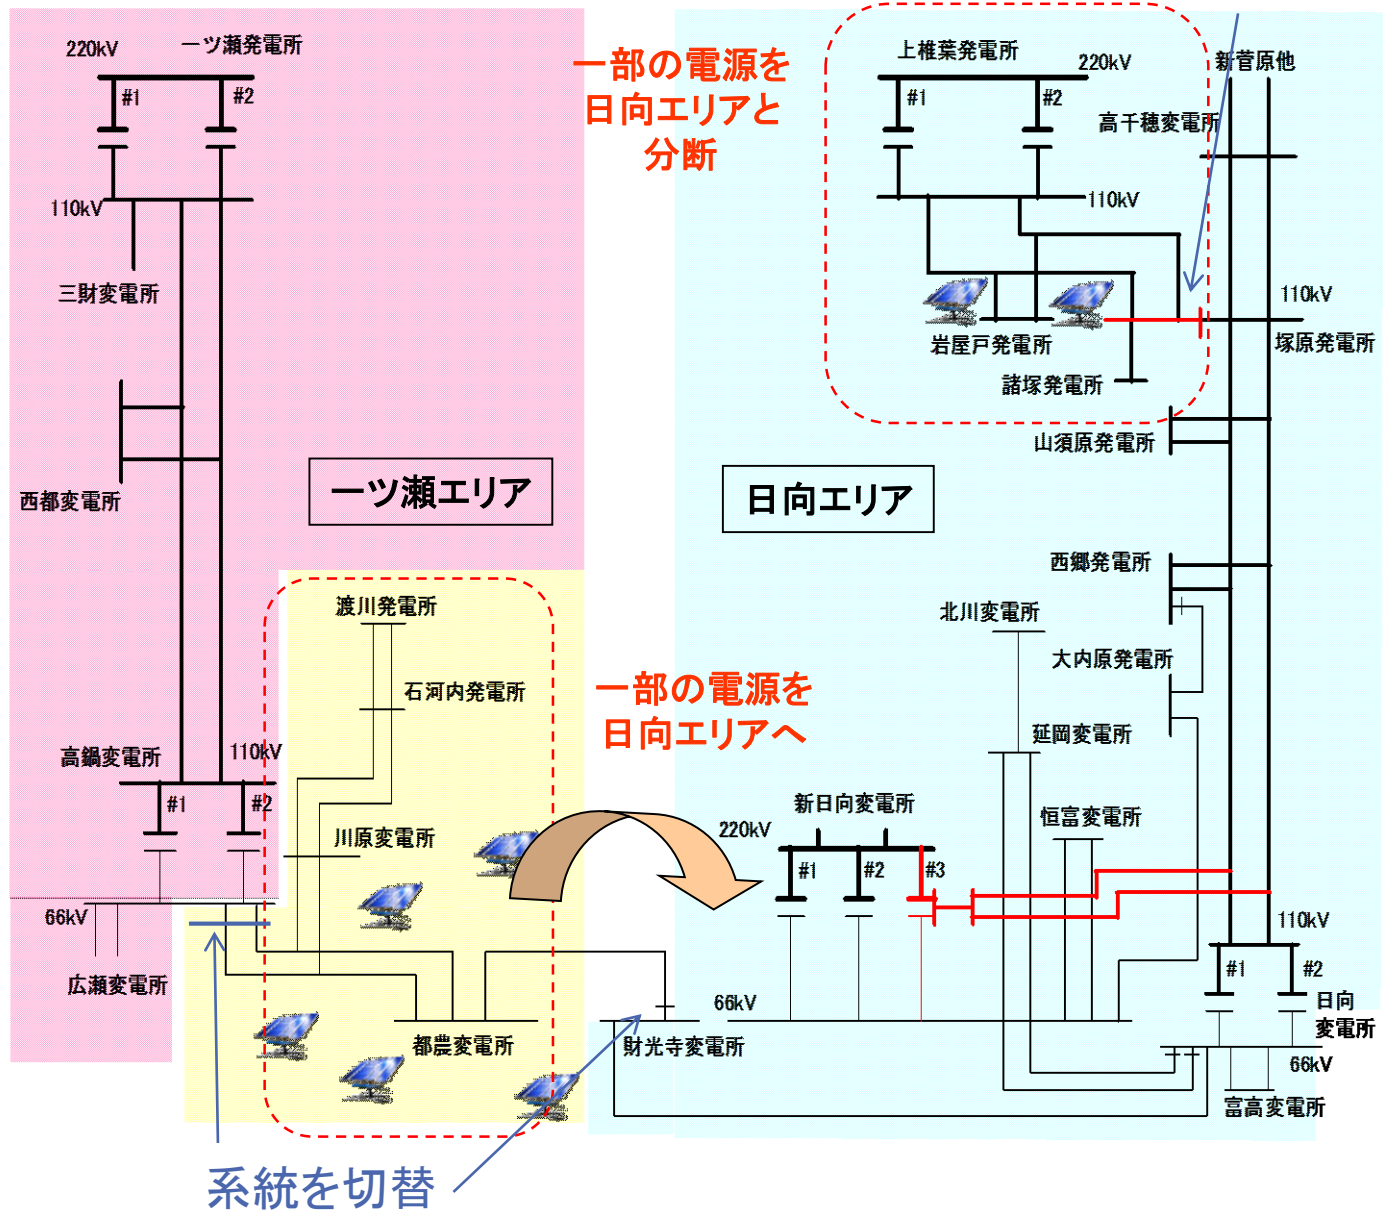 220kV
一ツ瀬発電所
#1
#2
110kV
三財変電所
西都変電所
一ツ瀬エリア
高鍋変電所
110kV
#1
#2
66kV
広瀬変電所
一部の電源を
日向エリアと
分断
上椎葉発電所
220kV
#1
#2
110kV
岩屋戸発電所
諸塚発電所
新菅原他
高千穂変電所
110kV
塚原発電所
山須原発電所
日向エリア
西郷発電所
大内原発電所
北川変電所
延岡変電所
恒富変電所
渡川発電所
石河内発電所
川原変電所
都農変電所
一部の電源を
日向エリアへ
新日向変電所
220kV
#1
#2
#3
66kV
財光寺変電所
110kV
#1
#2
日向
変電所
66kV
富高変電所
系統を切替